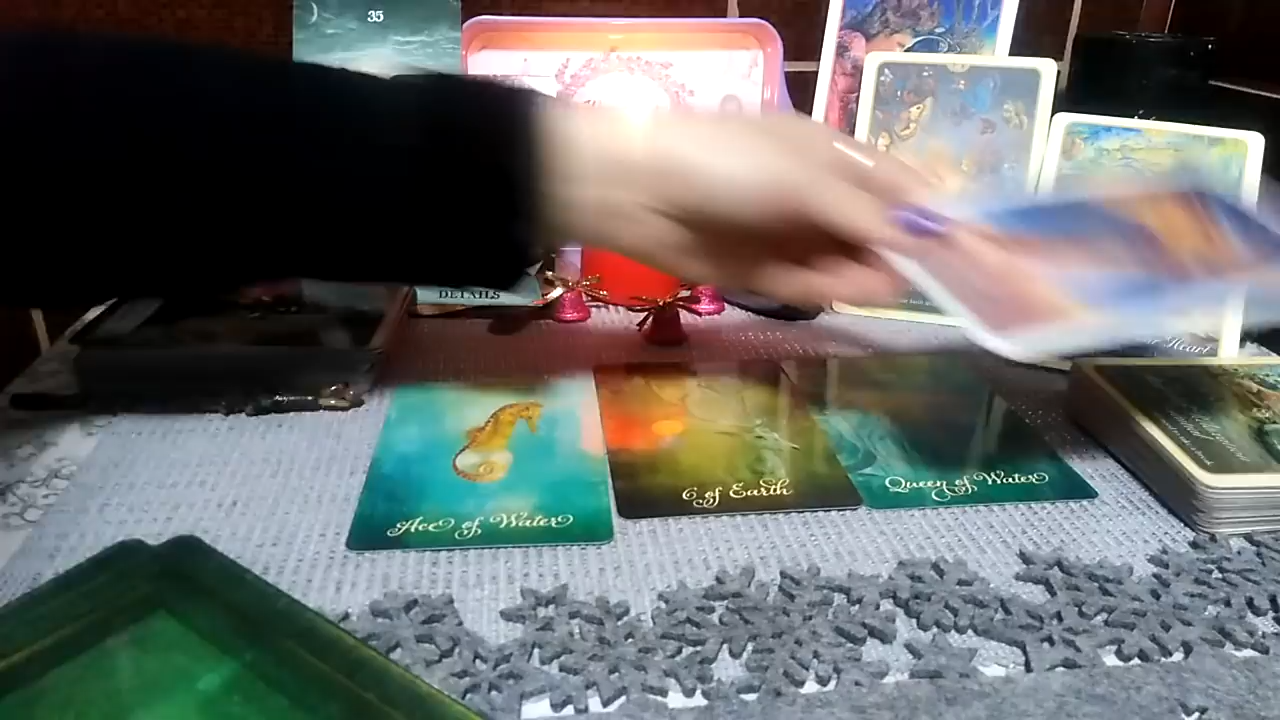 35
DETAILS
Heart
Ace of Water
6 of Earth
Queen of Water